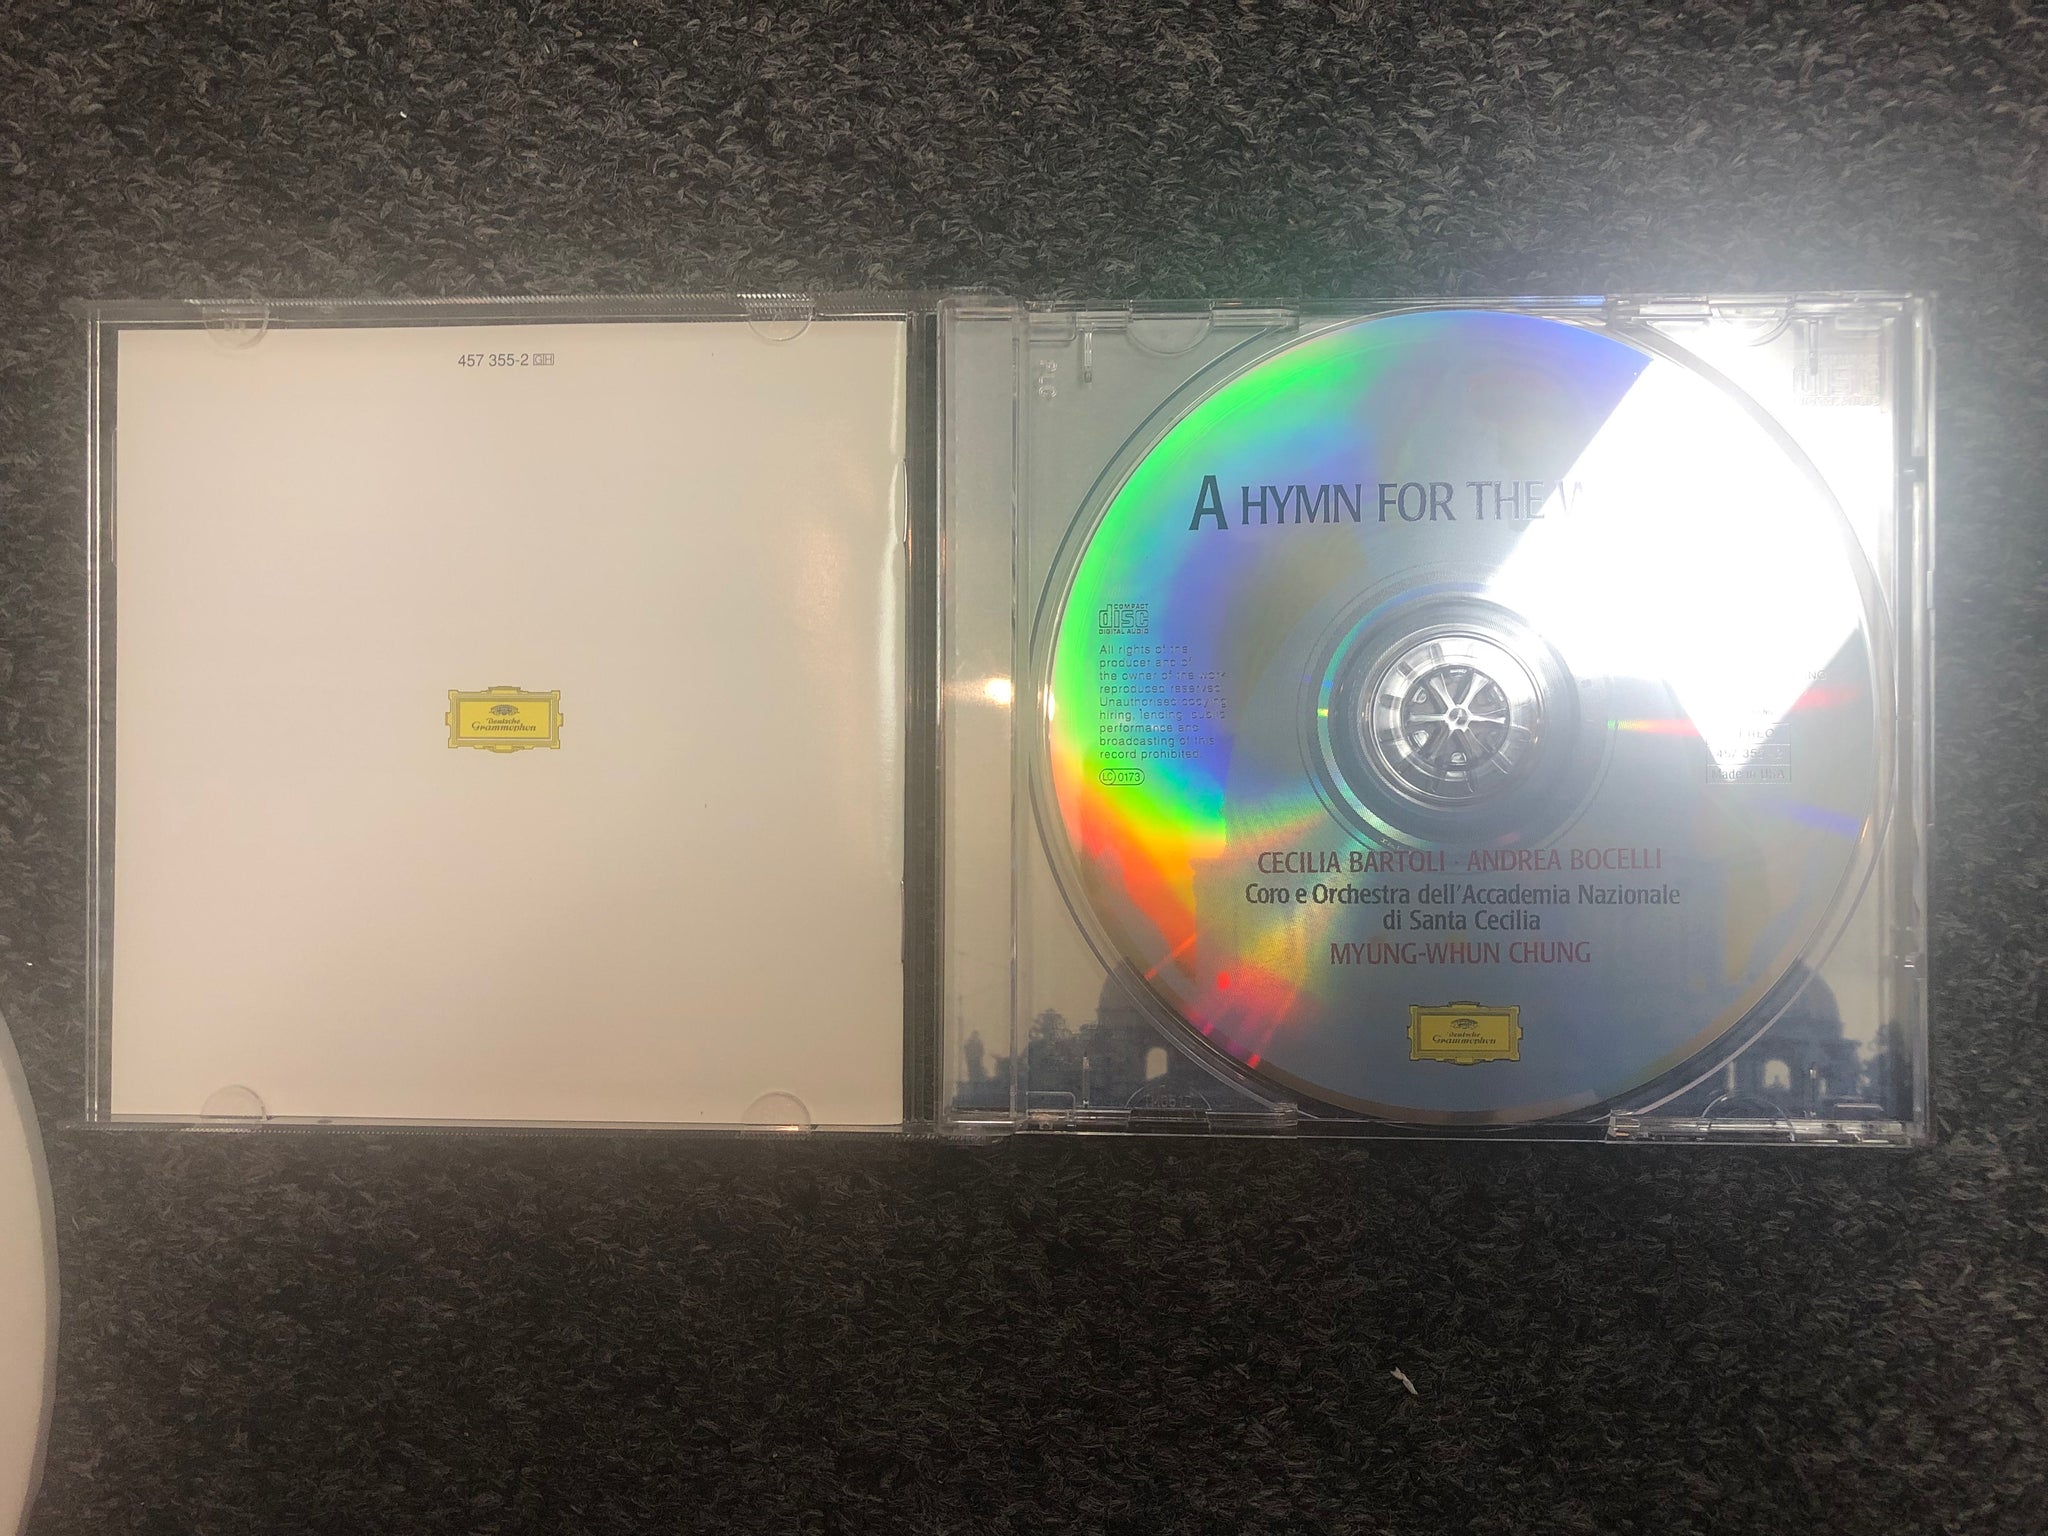 457 355-2 GH
Deutsche
Grammophon
PLC
A HYMN FOR THE
COMPACT
disc
DIGITAL AUDIO
All rights of the
producer and of
the owner of the work
reproduced reserved.
Unauthorised copying,
hiring, lending, public
performance and
broadcasting of this
record prohibited.
LC 0173
Made in USA
CECILIA BARTOLI · ANDREA BOCELLI
Coro e Orchestra dell'Accademia Nazionale
di Santa Cecilia
MYUNG-WHUN CHUNG
Deutsche
Grammophon